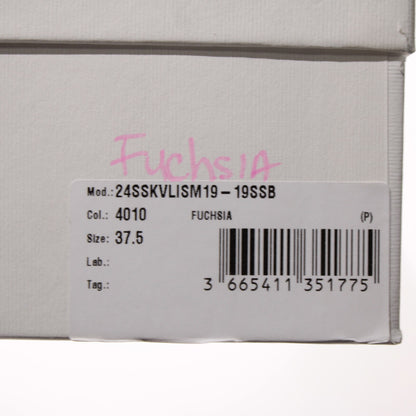 Fuchsia
Mod.: 24SSKVLISM19-19SSB
Col.: 4010 FUCHSIA (P)
Size: 37.5
Lab.:
Tag.: 3 665411 351775